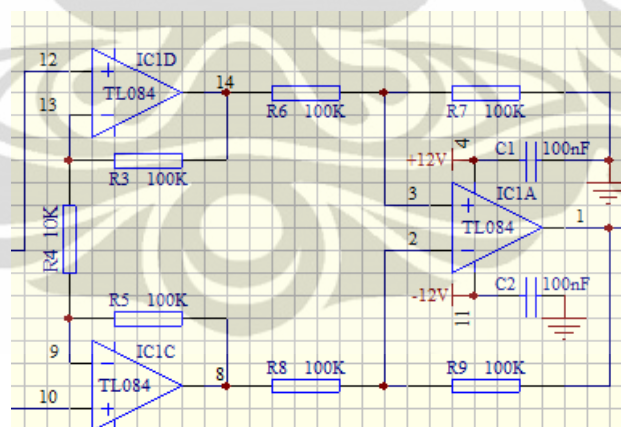 12
IC1D
13
TL084
14
R6 100K
R7 100K
R3 100K
+12V
4
C1 100nF
R4 10K
3
IC1A
TL084
1
2
R5 100K
-12V
11
C2 100nF
9
IC1C
TL084
8
R8 100K
R9 100K
10